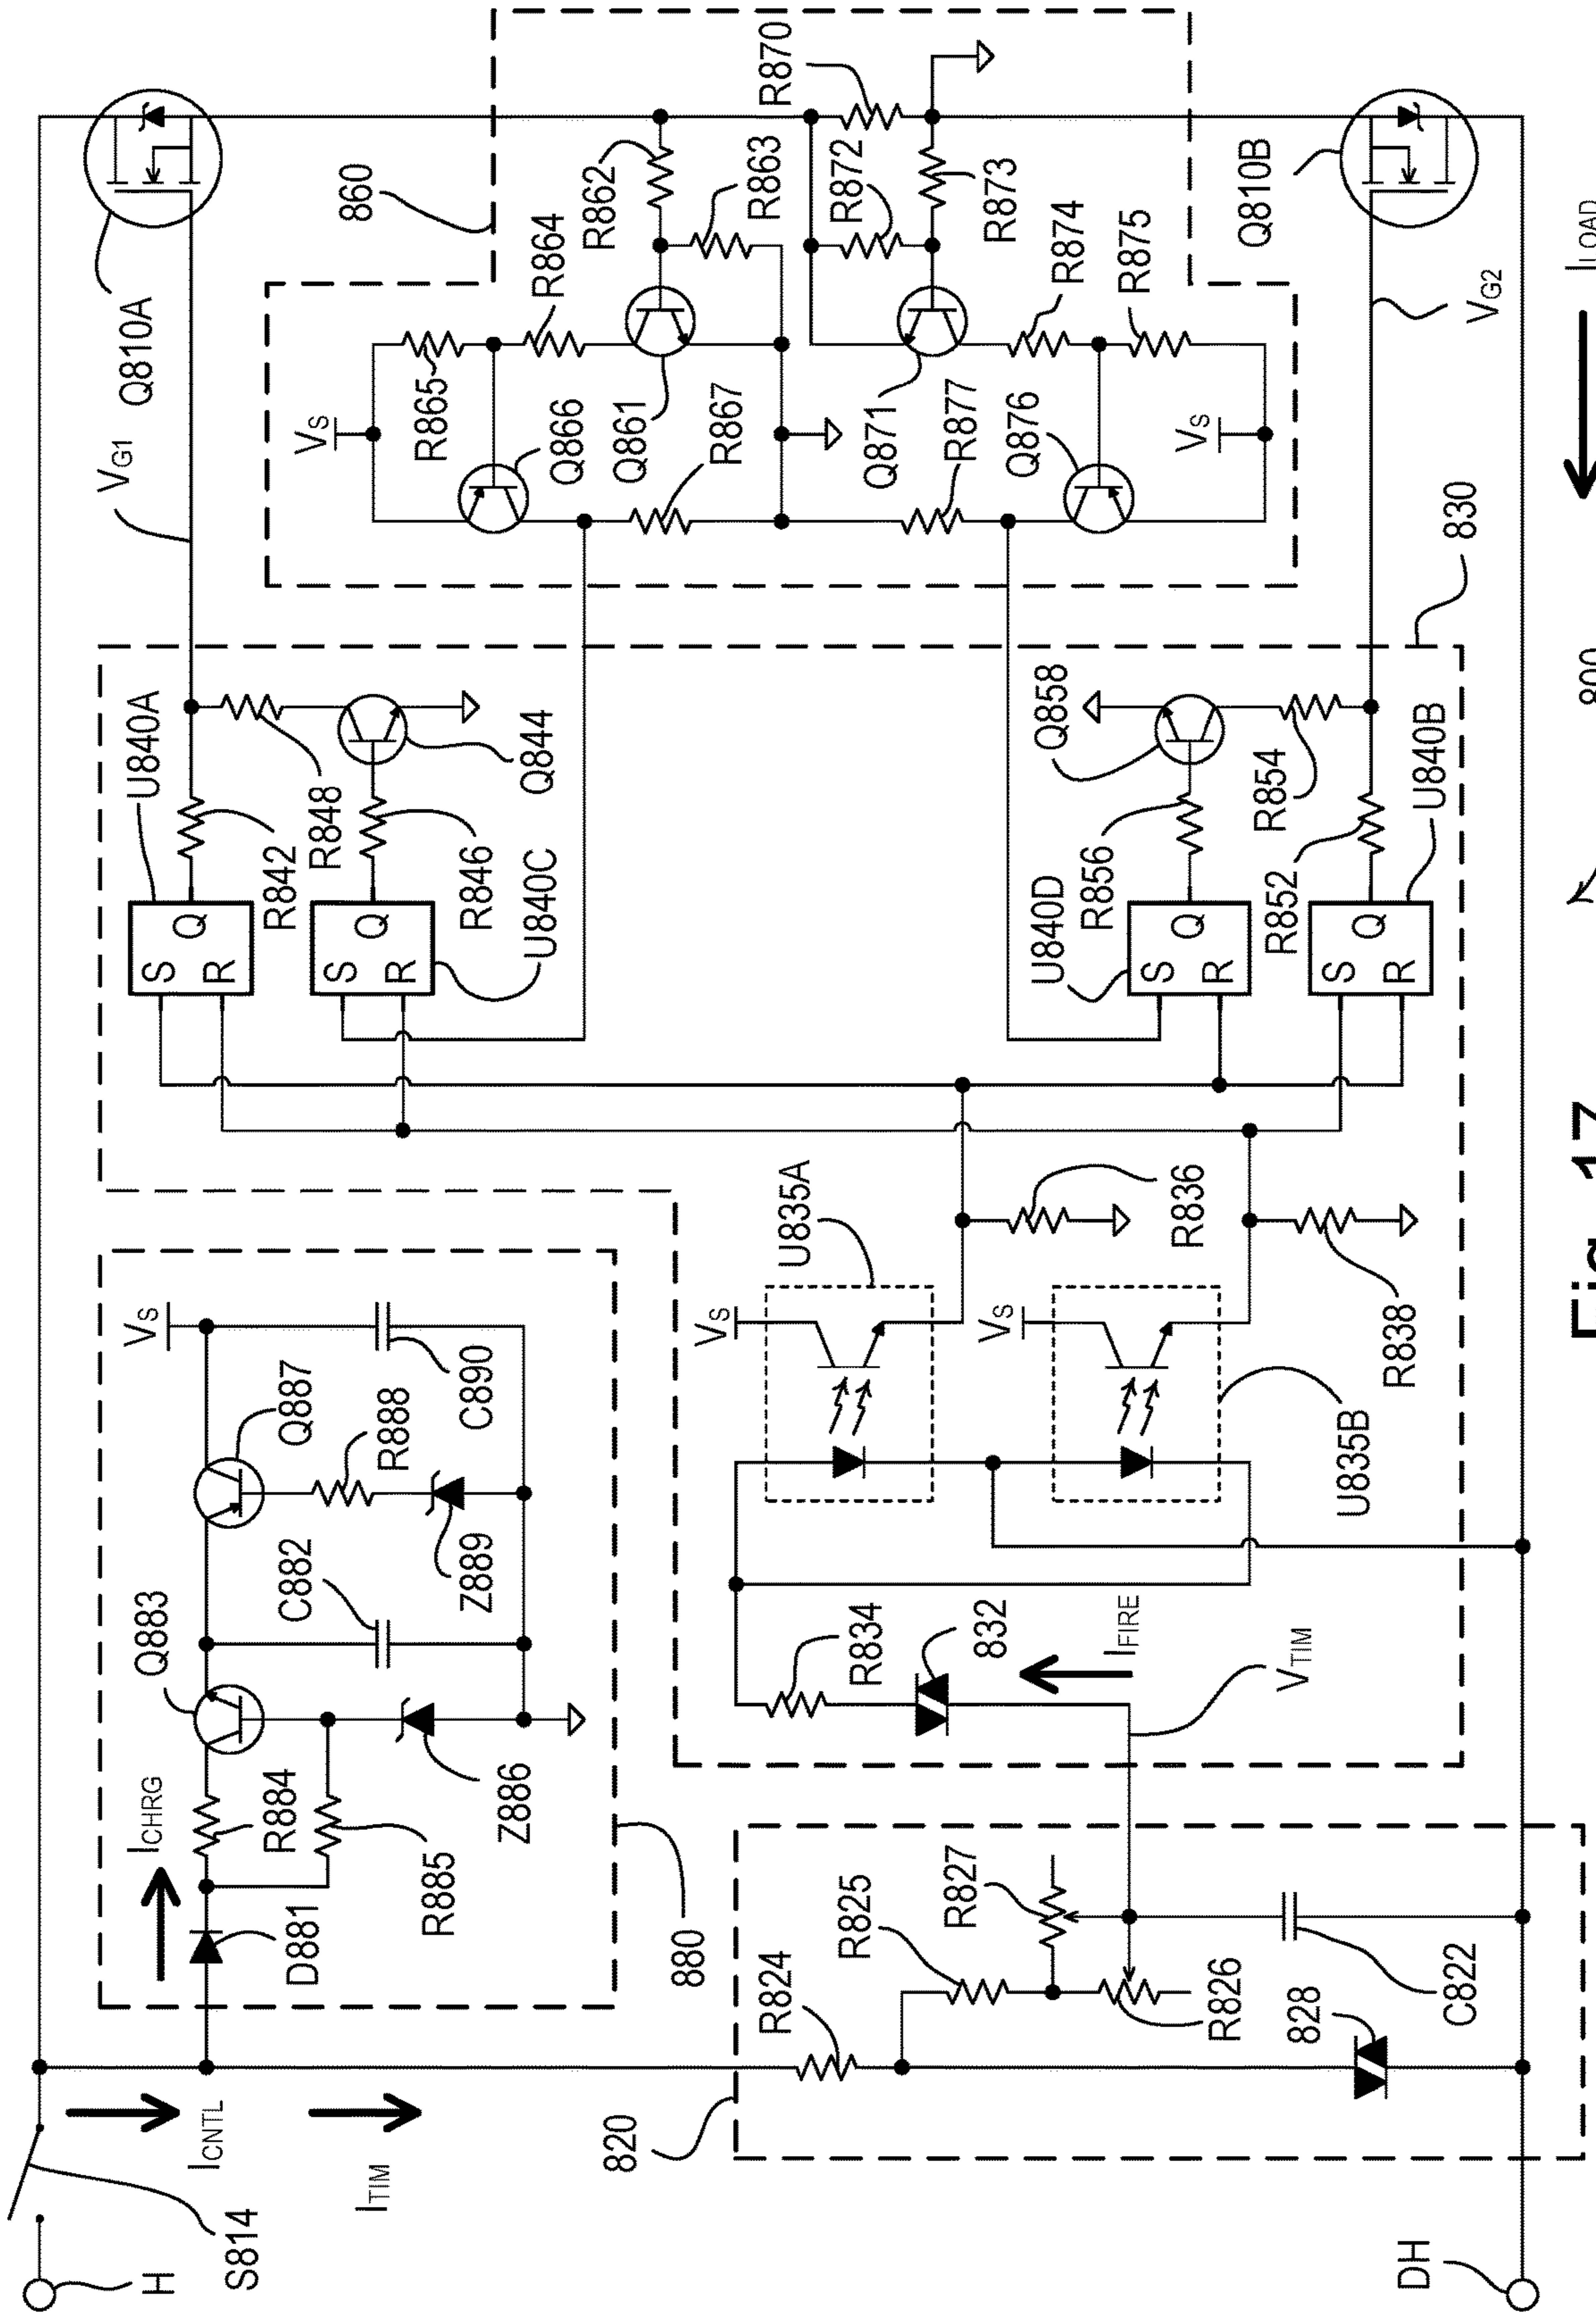 H
S814
ICNTL
ITIM
ICHRG
D881
R884
R885
Q883
Z886
C882
Q887
R888
Z889
C890
VS
880
U840A
S
R
Q
R842
R848
R846
Q844
S
R
Q
U840C
VG1
Q810A
860
VS
R865
R864
Q866
Q861
R867
R862
R863
R870
R872
R873
Q871
R874
R877
R875
Q876
VS
820
R824
R825
R827
R826
828
C822
R834
832
IFIRE
VTIM
VS
U835A
R836
VS
U835B
R838
U840D
S
R
Q
R856
Q858
R854
R852
S
R
Q
U840B
830
VG2
Q810B
DH
Fig. 17
800
ILOAD